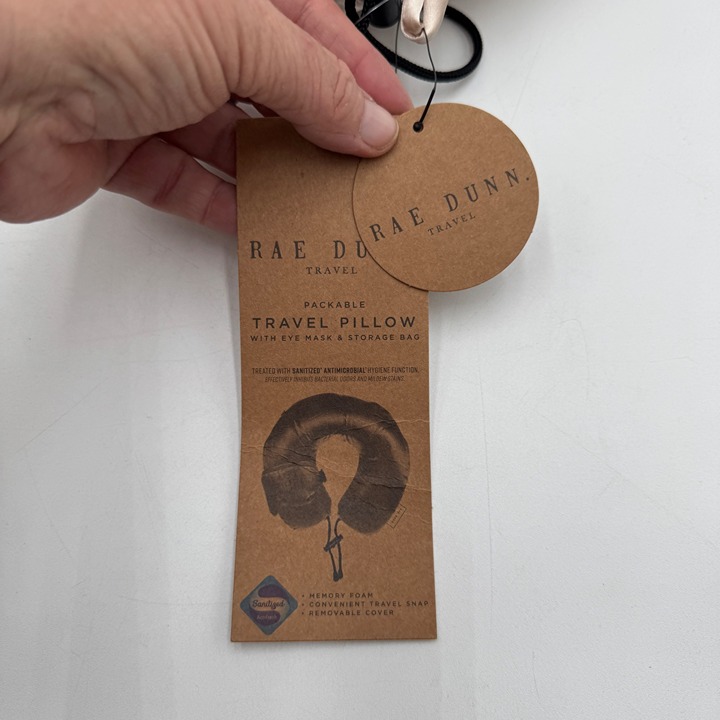 RAE DUNN.
TRAVEL
RAE DU
TRAVEL
PACKABLE
TRAVEL PILLOW
WITH EYE MASK & STORAGE BAG
TREATED WITH SANITIZED® ANTIMICROBIAL HYGIENE FUNCTION
EFFECTIVELY INHIBITS BACTERIAL ODORS AND MILDEW STAINS
Sanitized
• MEMORY FOAM
• CONVENIENT TRAVEL SNAP
• REMOVABLE COVER